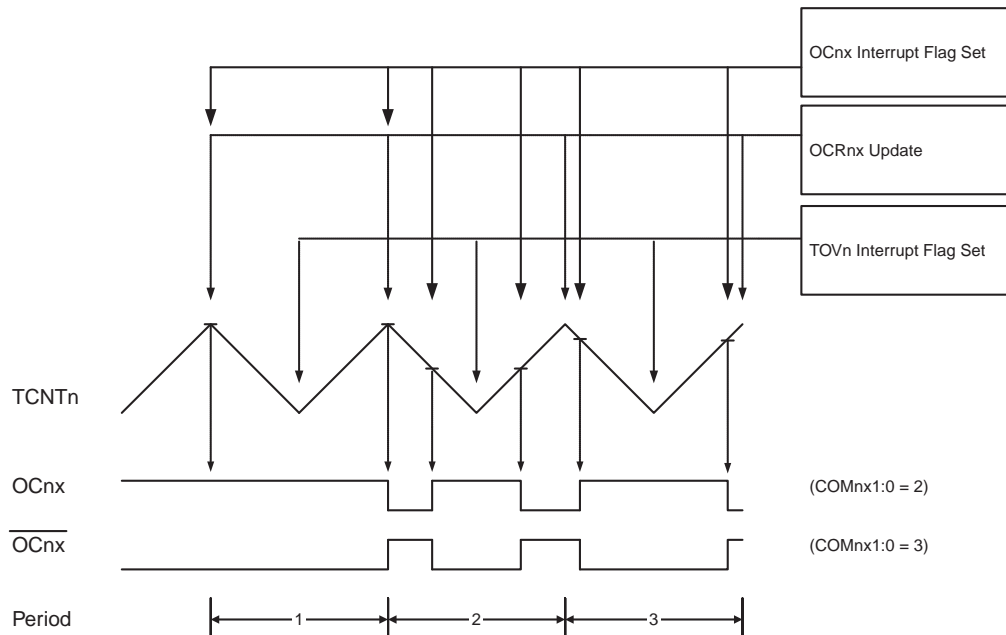 OCnx Interrupt Flag Set
OCRnx Update
TOVn Interrupt Flag Set
TCNTn
OCnx
(COMnx1:0 = 2)
OCnx
(COMnx1:0 = 3)
Period
1
2
3